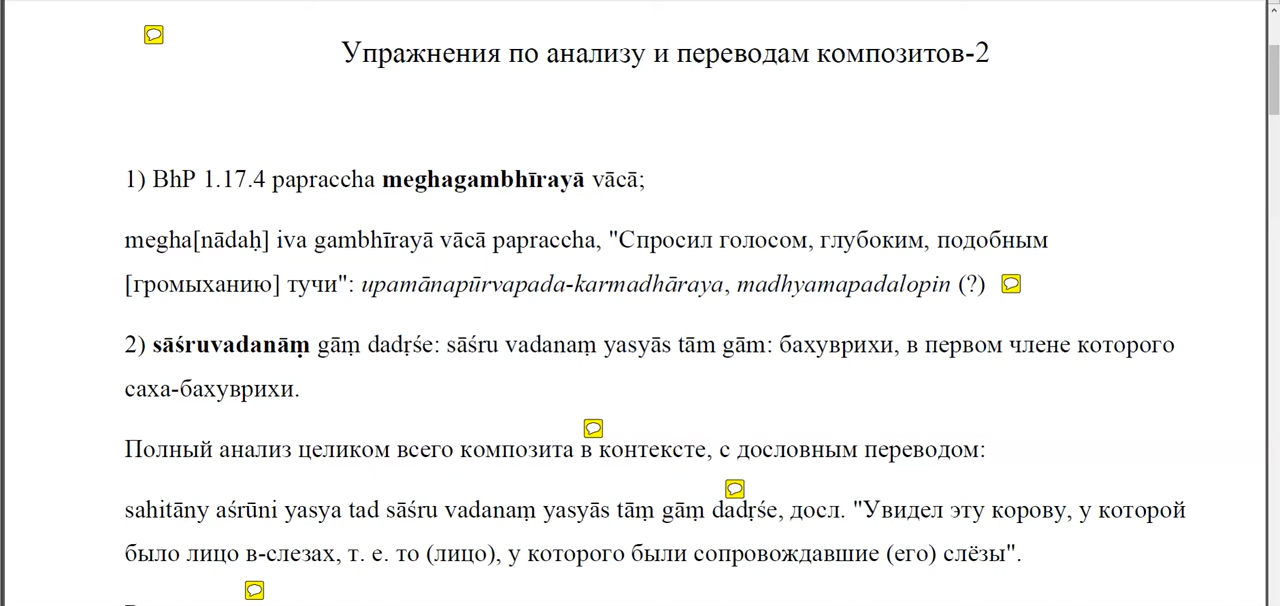 Упражнения по анализу и переводам композитов-2
1) BhP 1.17.4 papraccha meghagambhīrayā vācā;
megha[nādaḥ] iva gambhīrayā vācā papraccha, "Спросил голосом, глубоким, подобным
[громыханию] тучи": upamānapūrvapada-karmadhāraya, madhyamapadalopin (?)
2) sāśruvadanāṃ gāṃ dadṛśe: sāśru vadanaṃ yasyās tām gām: бахуврихи, в первом члене которого
саха-бахуврихи.
Полный анализ целиком всего композита в контексте, с дословным переводом:
sahitāny aśrūni yasya tad sāśru vadanaṃ yasyās tāṃ gāṃ dadṛśe, досл. "Увидел эту корову, у которой
было лицо в-слезах, т. е. то (лицо), у которого были сопровождавшие (его) слёзы".